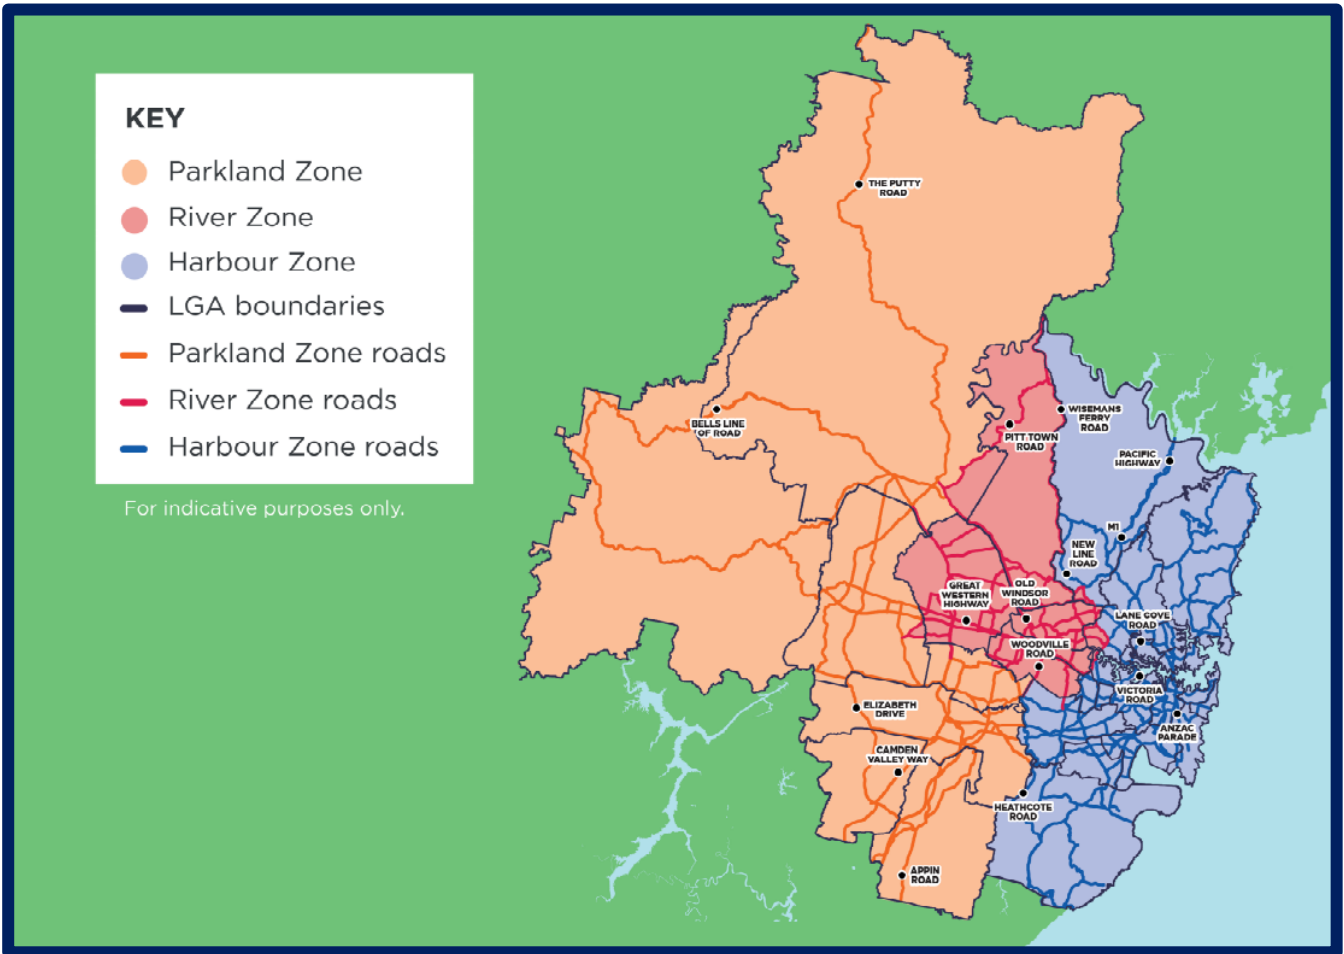 KEY
Parkland Zone
River Zone
Harbour Zone
LGA boundaries
Parkland Zone roads
River Zone roads
Harbour Zone roads
For indicative purposes only.
THE PUTTY
ROAD
BELLS LINE
OF ROAD
WISEMANS
FERRY
ROAD
PITT TOWN
ROAD
PACIFIC
HIGHWAY
M1
NEW
LINE
ROAD
GREAT
WESTERN
HIGHWAY
OLD
WINDSOR
ROAD
LANE COVE
ROAD
WOODVILLE
ROAD
VICTORIA
ROAD
ELIZABETH
DRIVE
ANZAC
PARADE
CAMDEN
VALLEY WAY
HEATHCOTE
ROAD
APPIN
ROAD